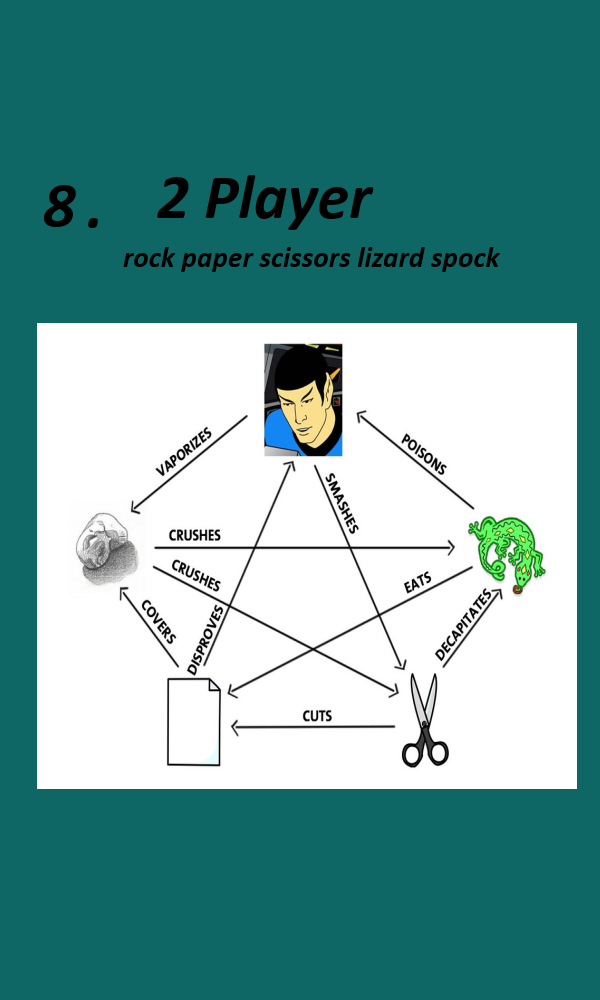 8. 2 Player
rock paper scissors lizard spock
VAPORIZES
POISONS
SMASHES
CRUSHES
CRUSHES
EATS
COVERS
DISPROVES
DECAPITATES
CUTS